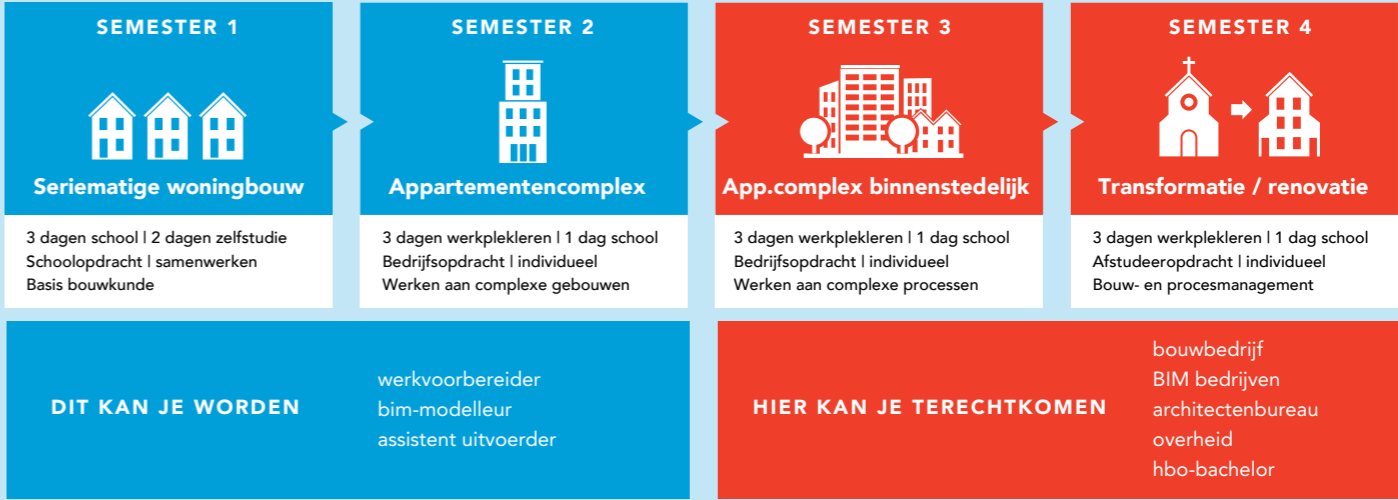 SEMESTER 1
Seriematige woningbouw
3 dagen school | 2 dagen zelfstudie
Schoolopdracht | samenwerken
Basis bouwkunde
SEMESTER 2
Appartementencomplex
3 dagen werkplekleren | 1 dag school
Bedrijfsopdracht | individueel
Werken aan complexe gebouwen
SEMESTER 3
App.complex binnenstedelijk
3 dagen werkplekleren | 1 dag school
Bedrijfsopdracht | individueel
Werken aan complexe processen
SEMESTER 4
Transformatie / renovatie
3 dagen werkplekleren | 1 dag school
Afstudeeropdracht | individueel
Bouw- en procesmanagement
DIT KAN JE WORDEN
werkvoorbereider
bim-modelleur
assistent uitvoerder
HIER KAN JE TERECHTKOMEN
bouwbedrijf
BIM bedrijven
architectenbureau
overheid
hbo-bachelor